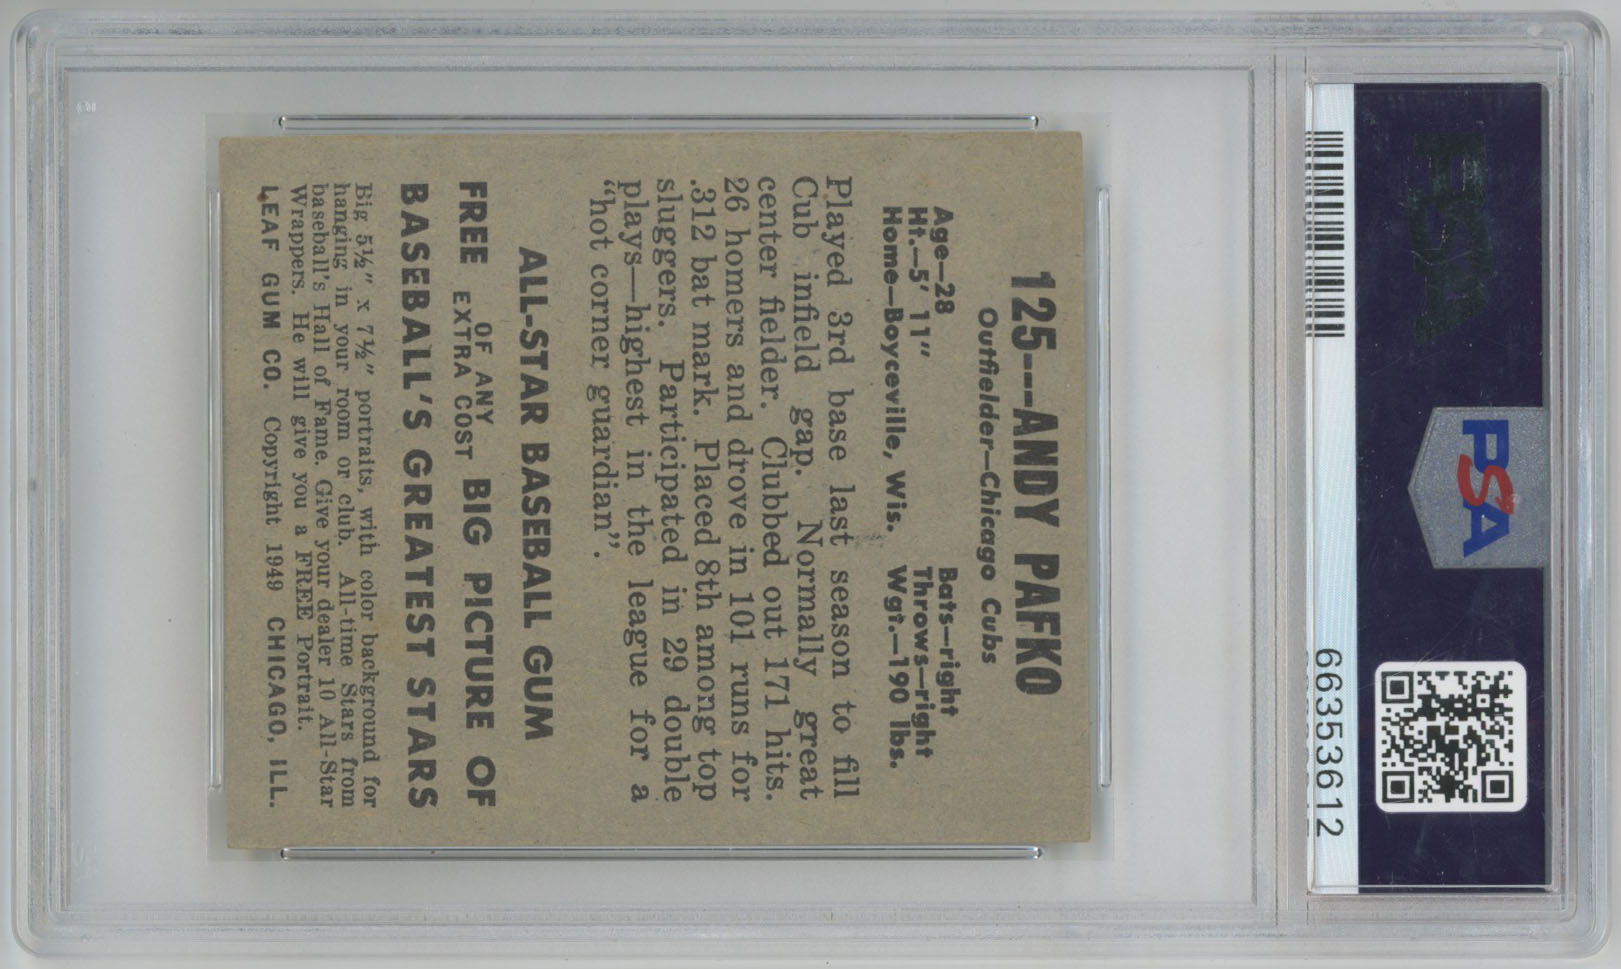 PSA
PSA
66353612
125---ANDY PAFKO
Outfielder—Chicago Cubs
Age—28 Bats—right
Ht.—5' 11" Throws—right
Home—Boyceville, Wis. Wgt.—190 lbs.
Played 3rd base last season to fill
Cub infield gap. Normally great
center fielder. Clubbed out 171 hits.
26 homers and drove in 101 runs for
.312 bat mark. Placed 8th among top
sluggers. Participated in 29 double
plays—highest in the league for a
"hot corner guardian".
ALL-STAR BASEBALL GUM
FREE OF ANY EXTRA COST BIG PICTURE OF
BASEBALL'S GREATEST STARS
Big 5½" x 7½" portraits, with color background for
hanging in your room or club. All-time Stars from
baseball's Hall of Fame. Give your dealer 10 All-Star
Wrappers. He will give you a FREE Portrait.
LEAF GUM CO. Copyright 1949 CHICAGO, ILL.